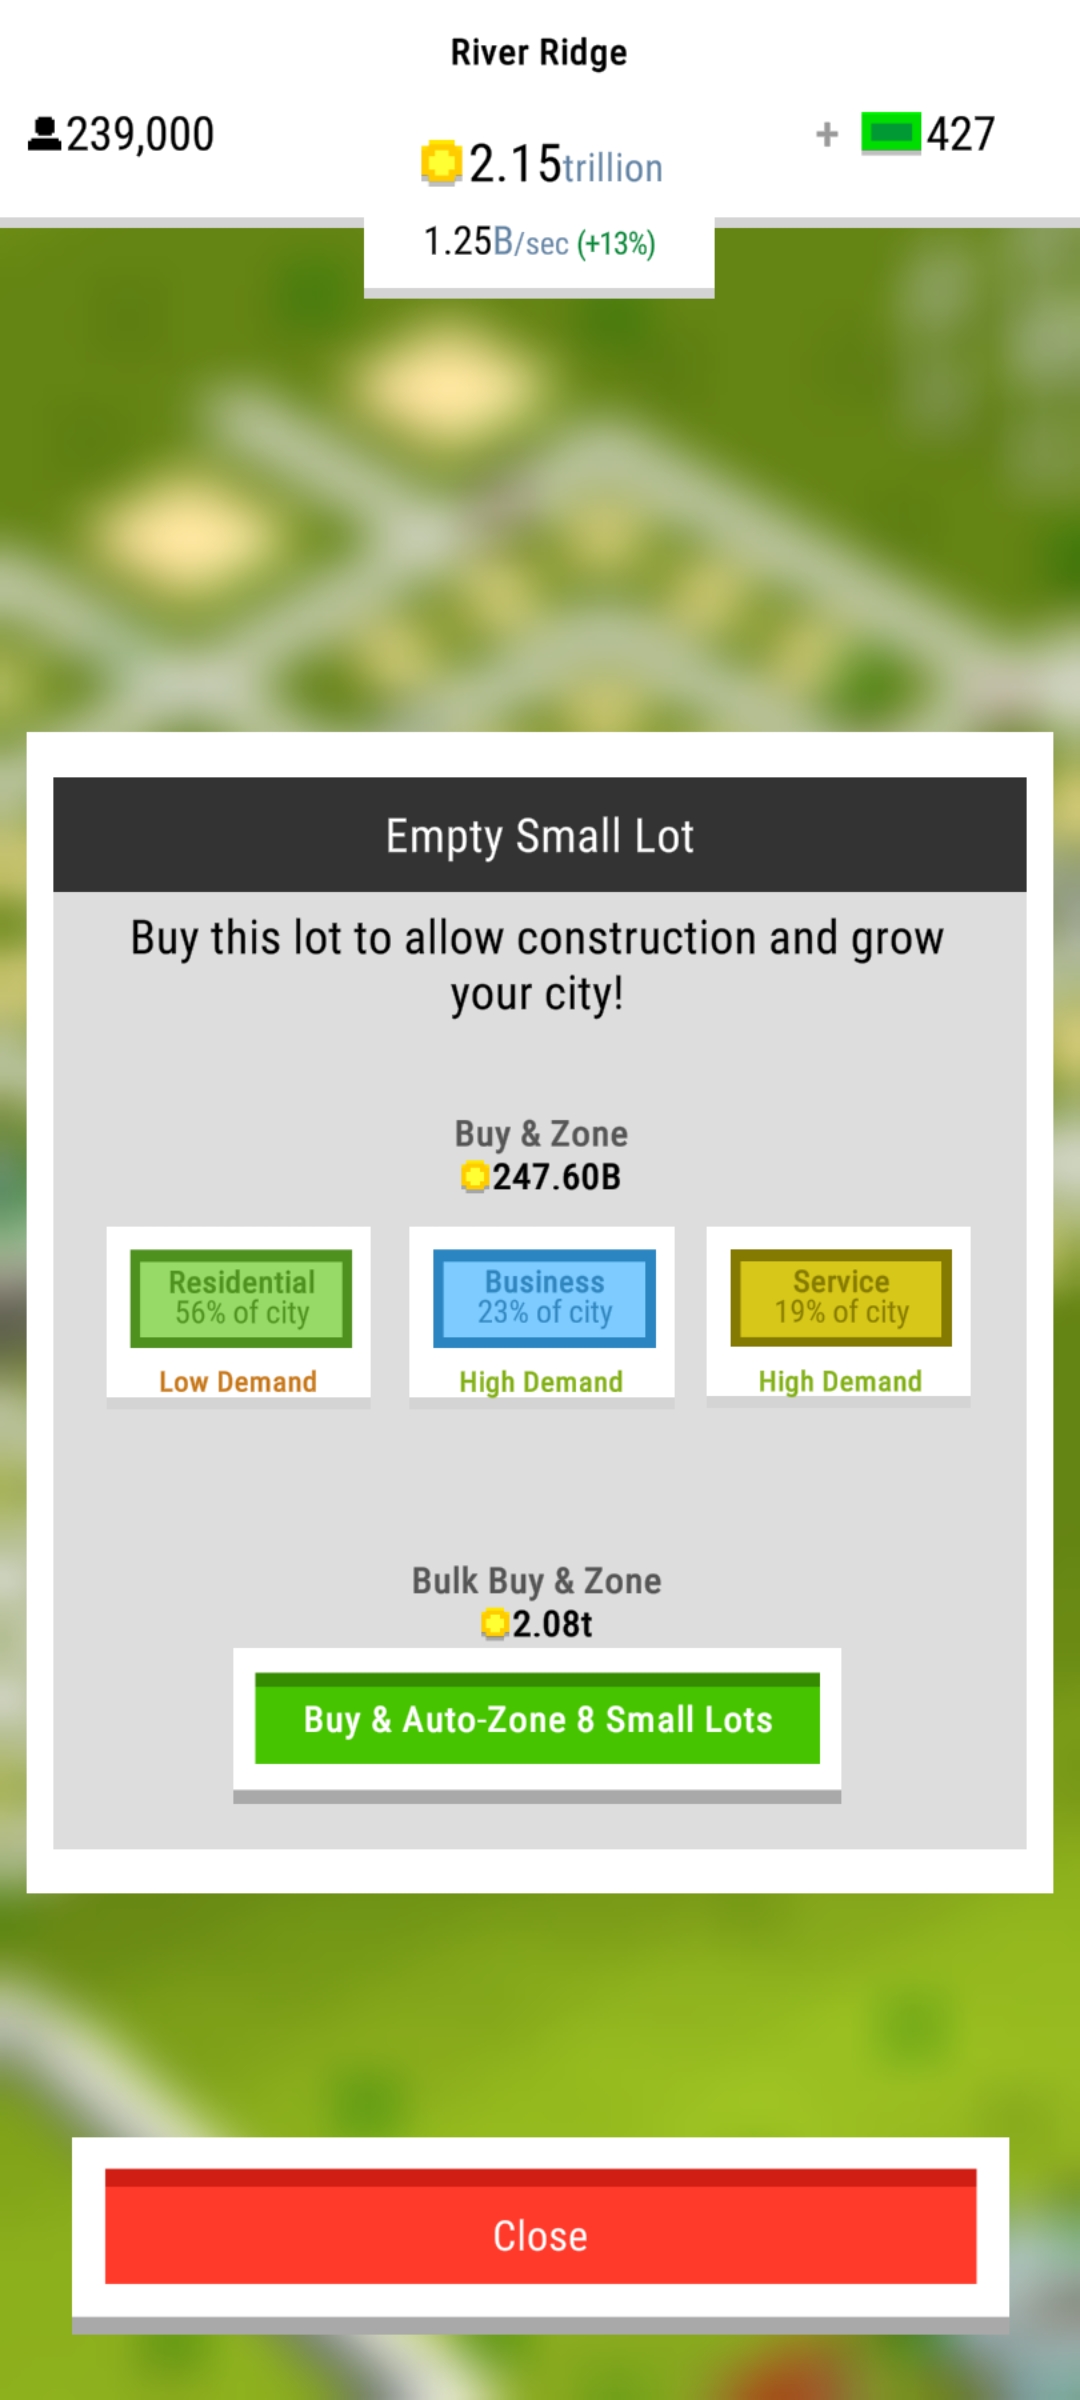 River Ridge
239,000
2.15trillion
+ 427
1.25B/sec (+13%)
Empty Small Lot
Buy this lot to allow construction and grow
your city!
Buy & Zone
247.60B
Residential
56% of city
Low Demand
Business
23% of city
High Demand
Service
19% of city
High Demand
Bulk Buy & Zone
2.08t
Buy & Auto-Zone 8 Small Lots
Close